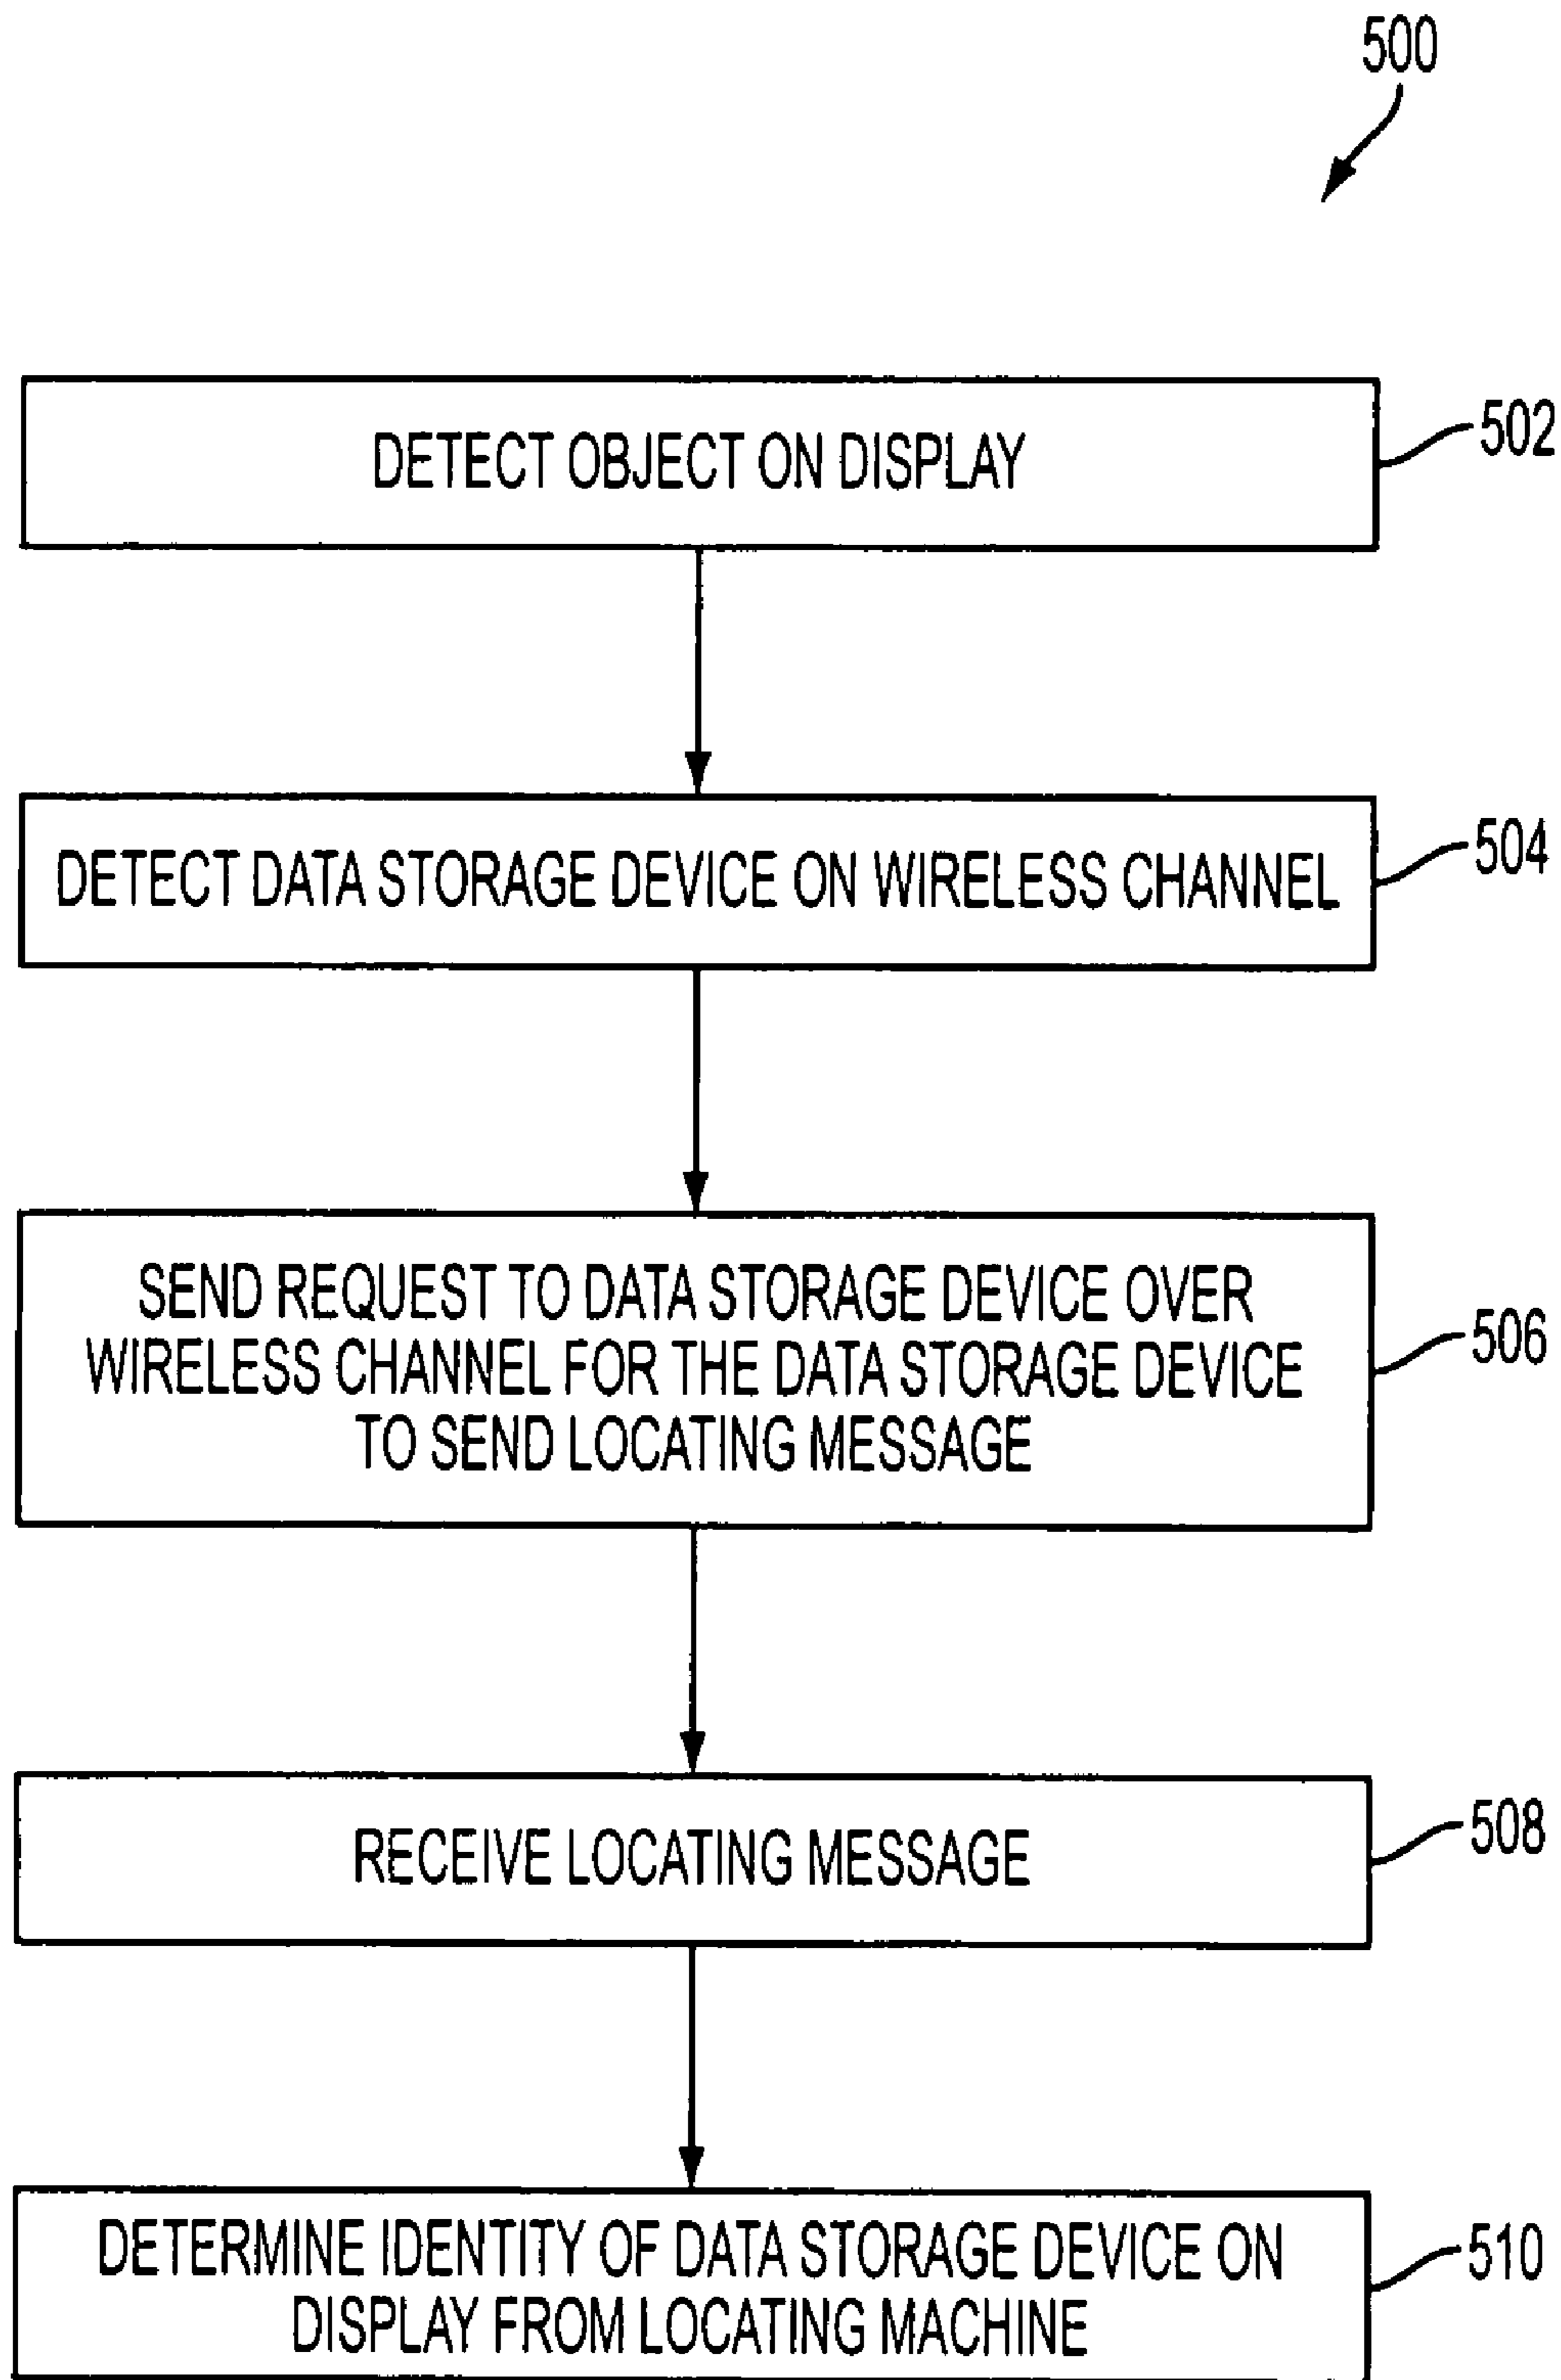 500
DETECT OBJECT ON DISPLAY
502
DETECT DATA STORAGE DEVICE ON WIRELESS CHANNEL
504
SEND REQUEST TO DATA STORAGE DEVICE OVER
WIRELESS CHANNEL FOR THE DATA STORAGE DEVICE
TO SEND LOCATING MESSAGE
506
RECEIVE LOCATING MESSAGE
508
DETERMINE IDENTITY OF DATA STORAGE DEVICE ON
DISPLAY FROM LOCATING MACHINE
510